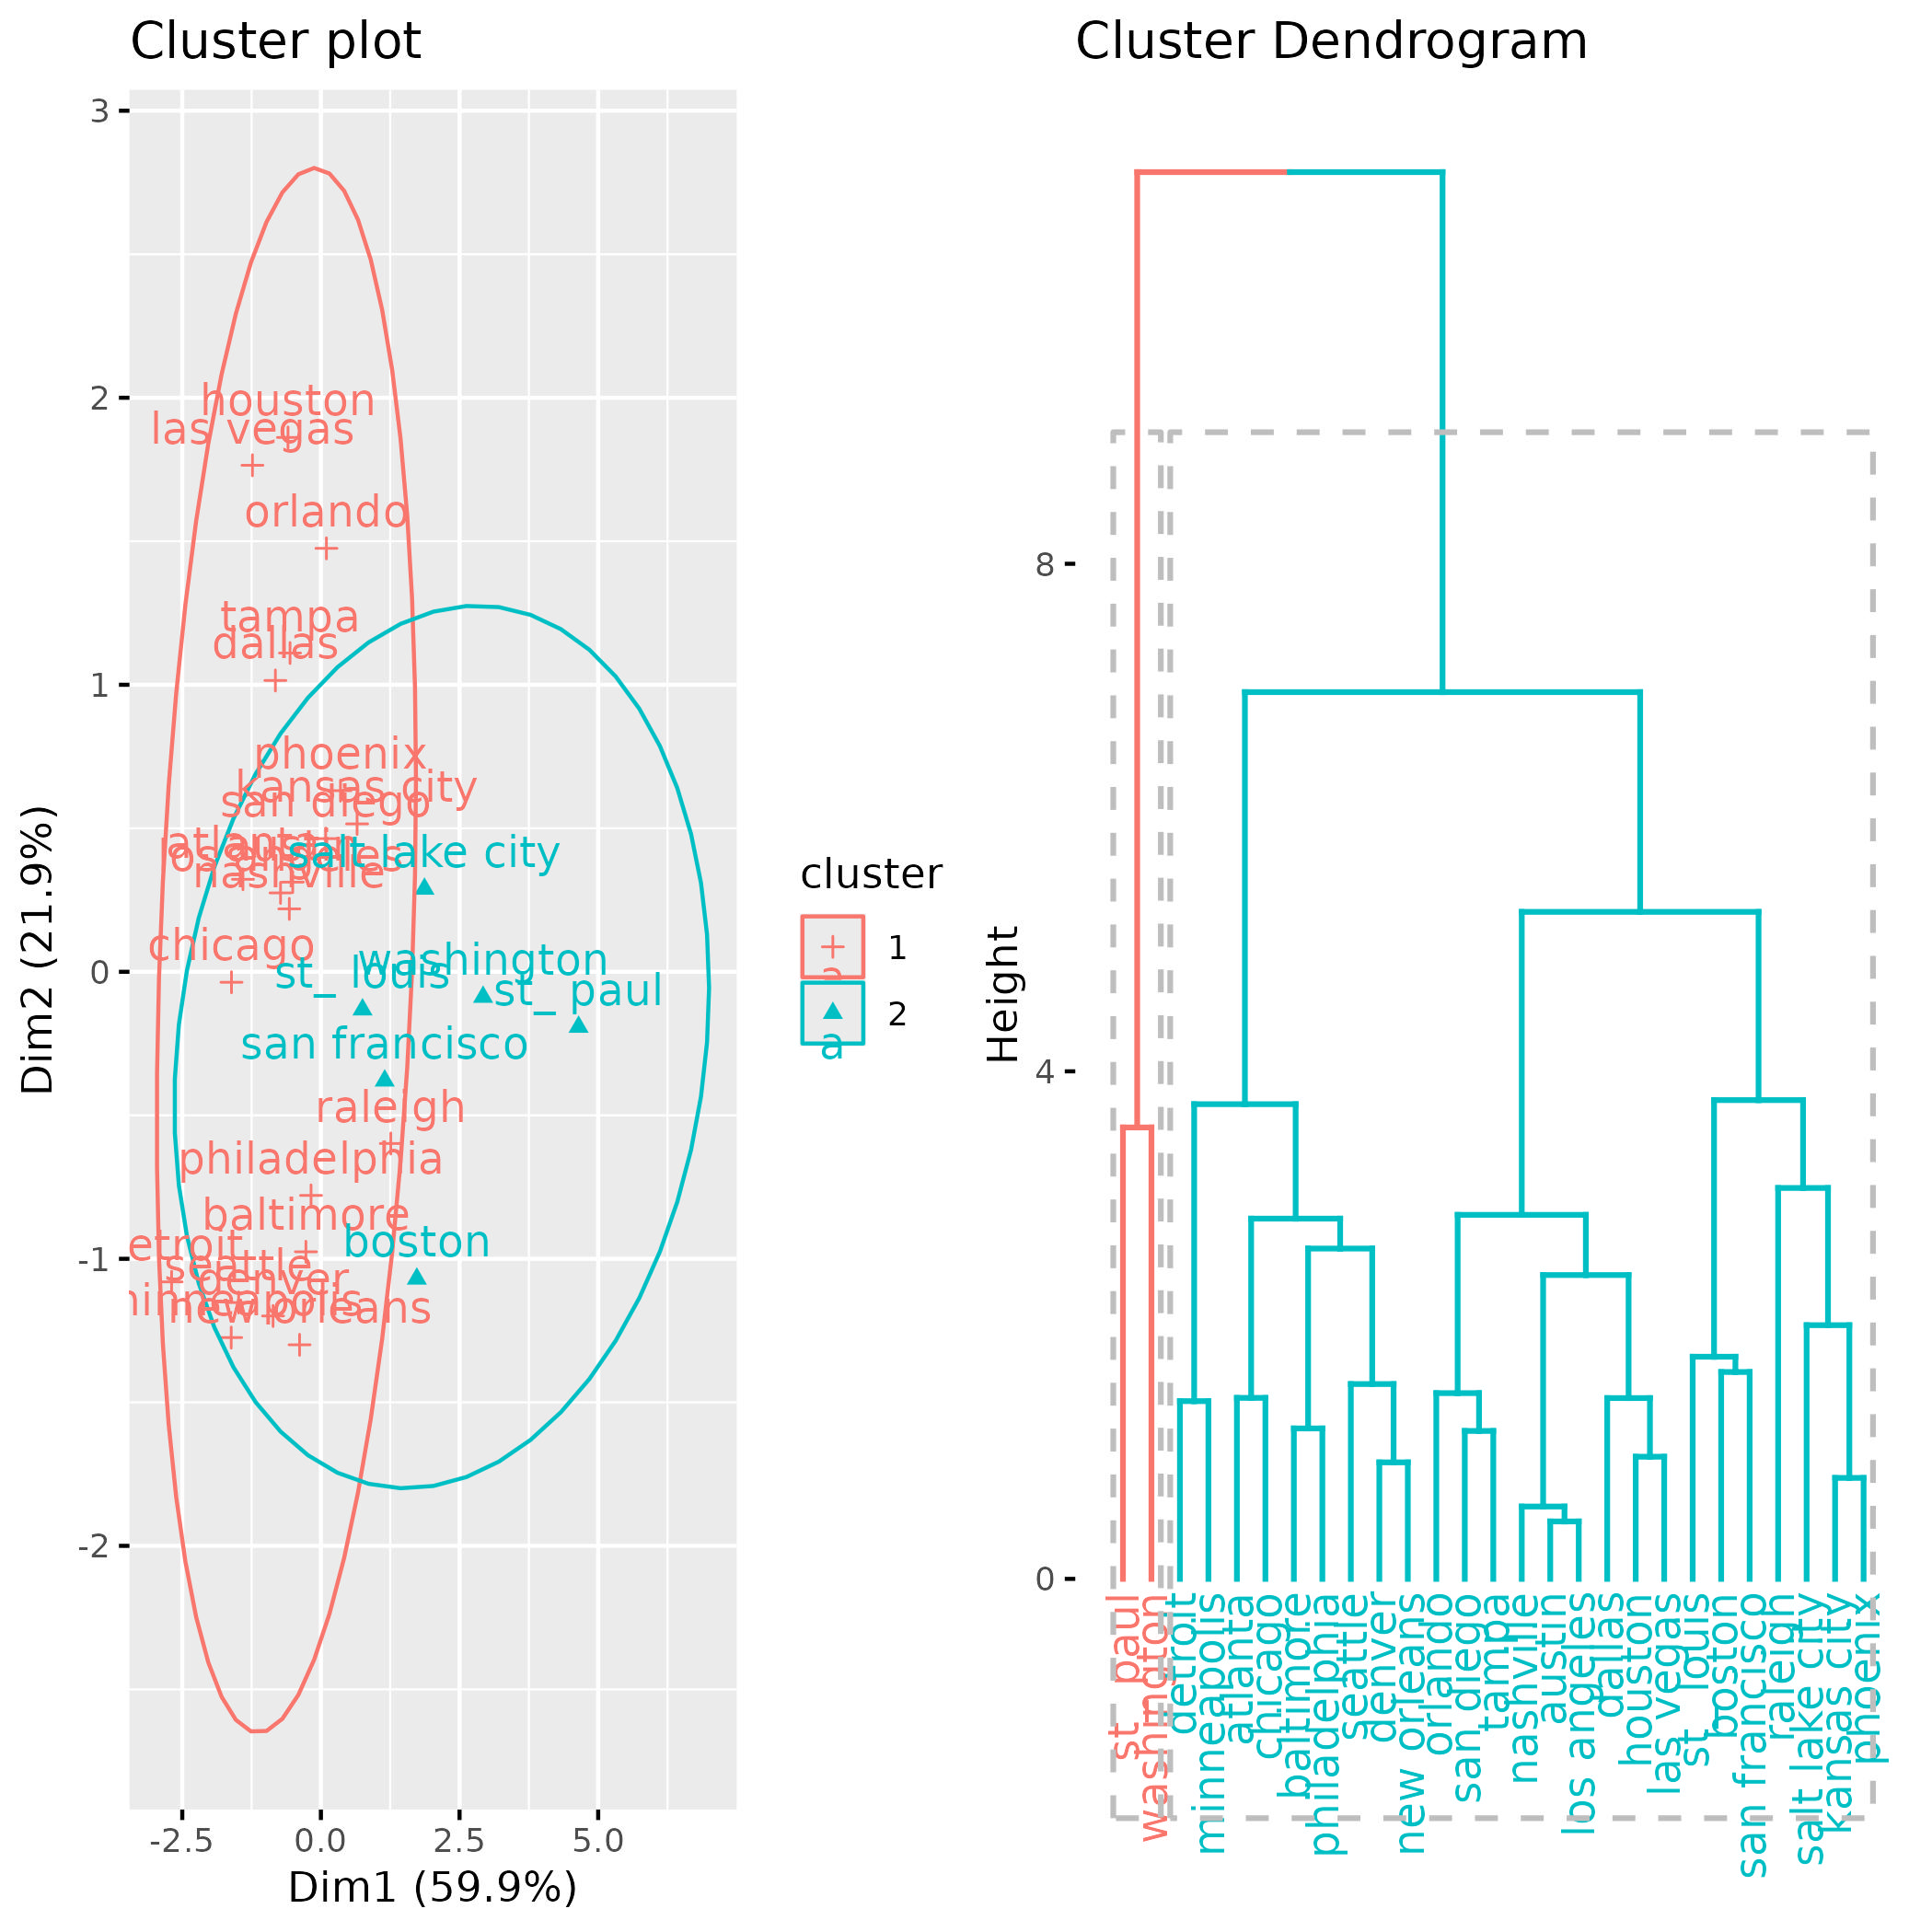 Cluster plot
3
2
1
0
-1
-2
-2.5
0.0
2.5
5.0
Dim1 (59.9%)
Dim2 (21.9%)
houston
las vegas
orlando
tampa
dallas
phoenix
kansas city
san diego
salt lake city
nashville
chicago
washington
st_ louis
st_ paul
san francisco
raleigh
philadelphia
baltimore
boston
etroit
seattle
denver
new orleans
cluster
1
2
a
Cluster Dendrogram
Height
8
4
0
st_ paul
washington
detroit
minneapolis
atlanta
chicago
baltimore
philadelphia
seattle
denver
new orleans
orlando
san diego
tampa
nashville
austin
los angeles
dallas
houston
las vegas
st_ louis
boston
san francisco
raleigh
salt lake city
kansas city
phoenix